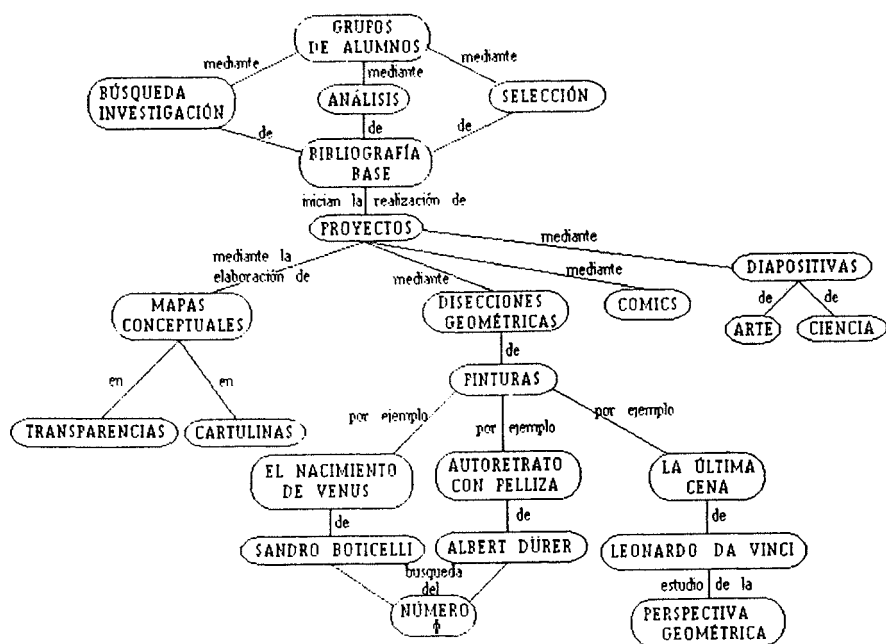 GRUPOS
DE ALUMNOS
mediante
mediante
mediante
BÚSQUEDA
INVESTIGACIÓN
ANÁLISIS
SELECCIÓN
de
de
de
BIBLIOGRAFÍA
BASE
inician la realización de
PROYECTOS
mediante la
elaboración de
mediante
mediante
mediante
MAPAS
CONCEPTUALES
DISECCIONES
GEOMÉTRICAS
COMICS
DIAPOSITIVAS
de
de
ARTE
CIENCIA
de
PINTURAS
en
en
TRANSPARENCIAS
CARTULINAS
por ejemplo
por ejemplo
por ejemplo
EL NACIMIENTO
DE VENUS
AUTORETRATO
CON PELLIZA
LA ÚLTIMA
CENA
de
de
de
SANDRO BOTICELLI
ALBERT DÜRER
LEONARDO DA VINCI
busqueda
del
NÚMERO
Φ
estudio de la
PERSPECTIVA
GEOMÉTRICA